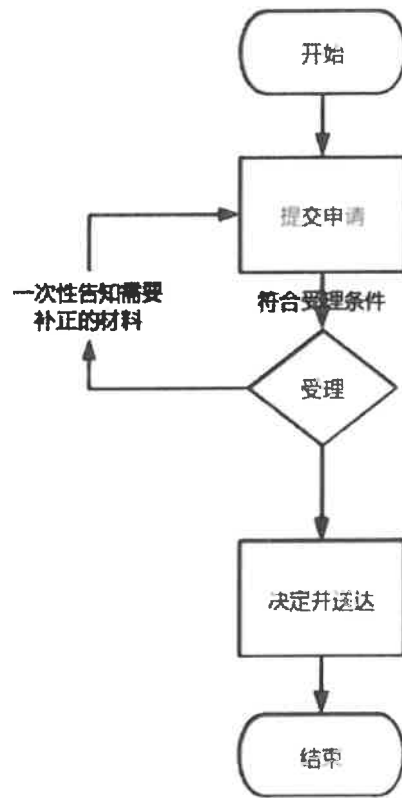 开始
提交申请
一次性告知需要
补正的材料
符合受理条件
受理
决定并送达
结束